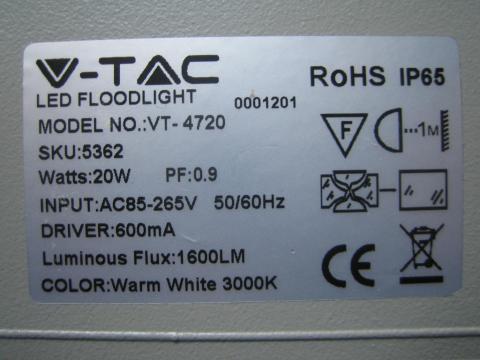 V-TAC
RoHS IP65
LED FLOODLIGHT 0001201
MODEL NO.:VT- 4720
F ...1M
SKU:5362
Watts:20W PF:0.9
INPUT:AC85-265V 50/60Hz
DRIVER:600mA
Luminous Flux:1600LM
CE
COLOR:Warm White 3000K